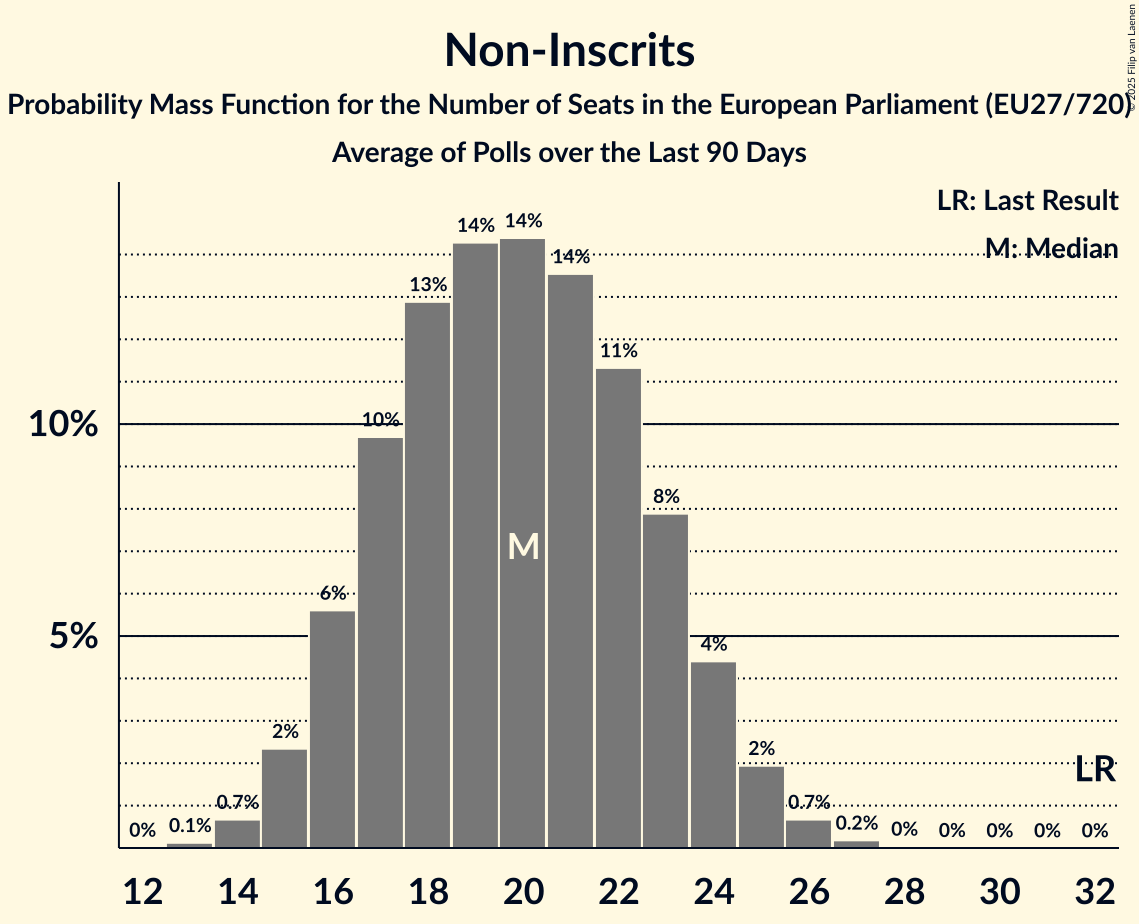 Non-Inscrits
Probability Mass Function for the Number of Seats in the European Parliament (EU27/720)
Average of Polls over the Last 90 Days
© 2025 Filip van Laenen
LR: Last Result
M: Median
10%
5%
0%
0.1%
0.7%
2%
6%
10%
13%
14%
14%
14%
11%
8%
4%
2%
0.7%
0.2%
0%
0%
0%
0%
0%
M
LR
12 14 16 18 20 22 24 26 28 30 32